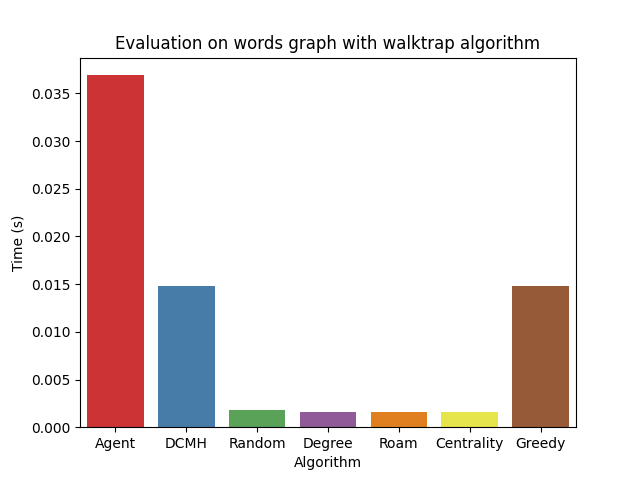 Evaluation on words graph with walktrap algorithm
Time (s)
0.035
0.030
0.025
0.020
0.015
0.010
0.005
0.000
Agent DCMH Random Degree Roam Centrality Greedy
Algorithm